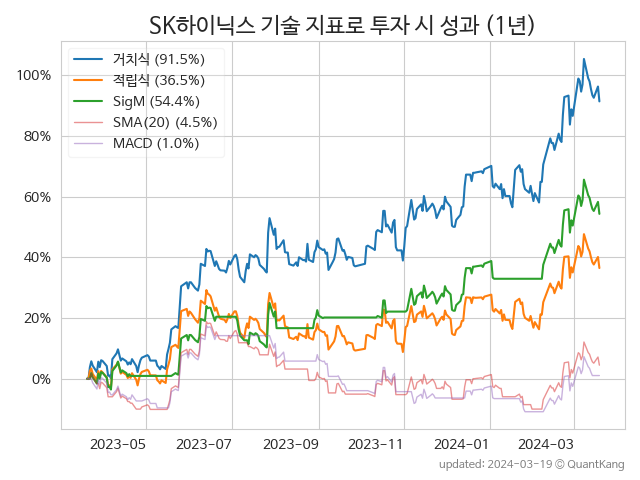 SK하이닉스 기술 지표로 투자 시 성과 (1년)
거치식 (91.5%)
적립식 (36.5%)
SigM (54.4%)
SMA(20) (4.5%)
MACD (1.0%)
100%
80%
60%
40%
20%
0%
2023-05 2023-07 2023-09 2023-11 2024-01 2024-03
updated: 2024-03-19 © QuantKang